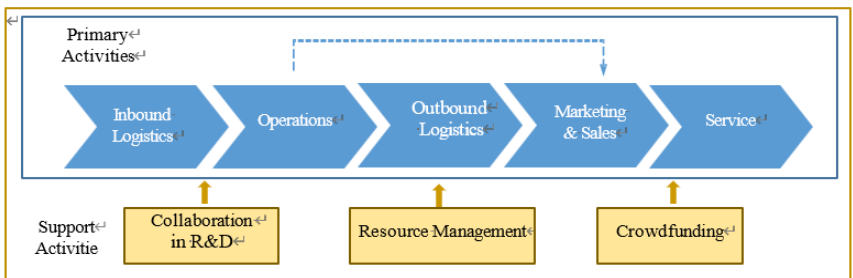 Primary
Activities
Inbound
Logistics
Operations
Outbound
Logistics
Marketing
& Sales
Service
Support
Activitie
Collaboration
in R&D
Resource Management
Crowdfunding